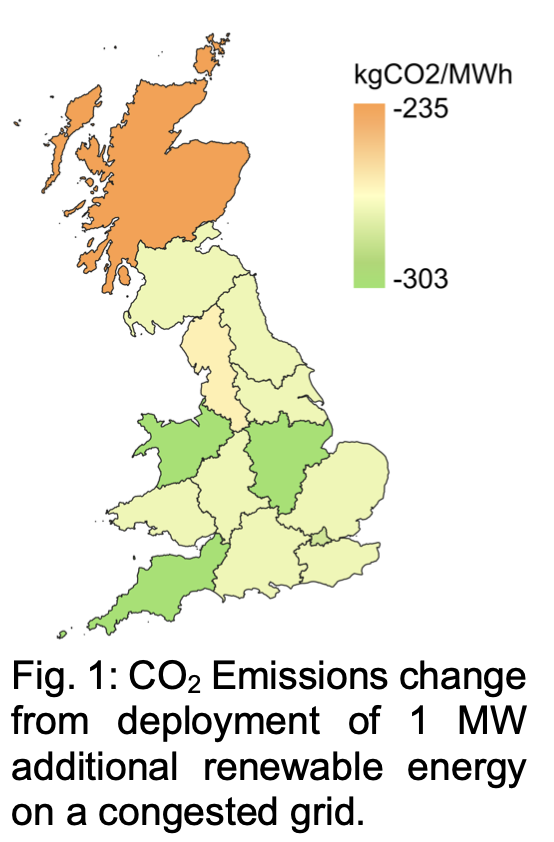 kgCO2/MWh
-235
-303
Fig. 1: CO₂ Emissions change
from deployment of 1 MW
additional renewable energy
on a congested grid.